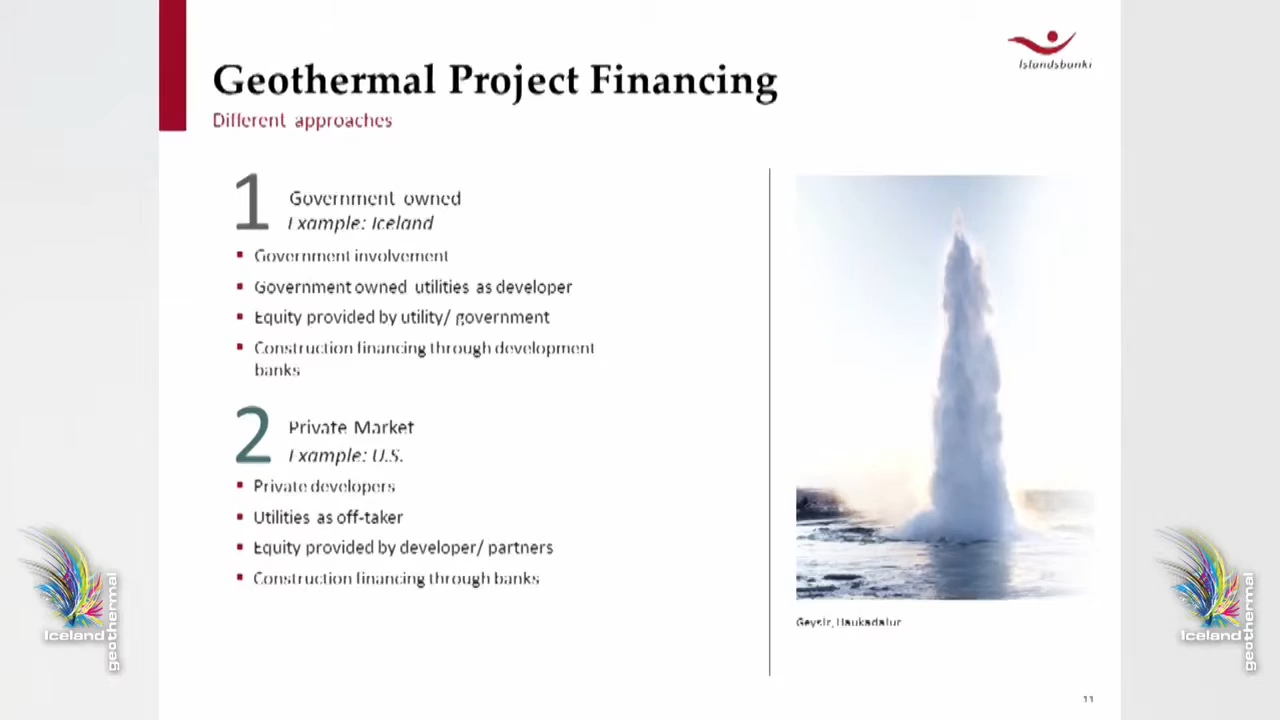 Íslandsbanki
Geothermal Project Financing
Different approaches
1 Government owned
Example: Iceland
Government involvement
Government owned utilities as developer
Equity provided by utility/ government
Construction financing through development
banks
2 Private Market
Example: U.S.
Private developers
Utilities as off-taker
Equity provided by developer/ partners
Construction financing through banks
Geysir, Haukadalur
11
Iceland
geothermal
Iceland
geothermal